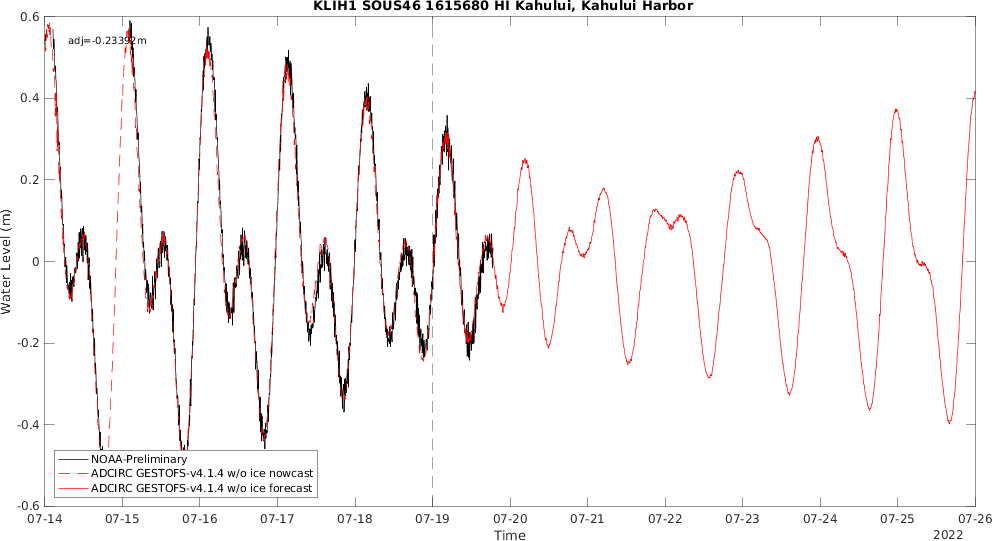 KLIH1 SOUS46 1615680 HI Kahului, Kahului Harbor
adj=-0.23392m
0.6
0.4
0.2
0
-0.2
-0.4
-0.6
Water Level (m)
NOAA-Preliminary
ADCIRC GESTOFS-v4.1.4 w/o ice nowcast
ADCIRC GESTOFS-v4.1.4 w/o ice forecast
07-14 07-15 07-16 07-17 07-18 07-19 07-20 07-21 07-22 07-23 07-24 07-25 07-26
Time
2022